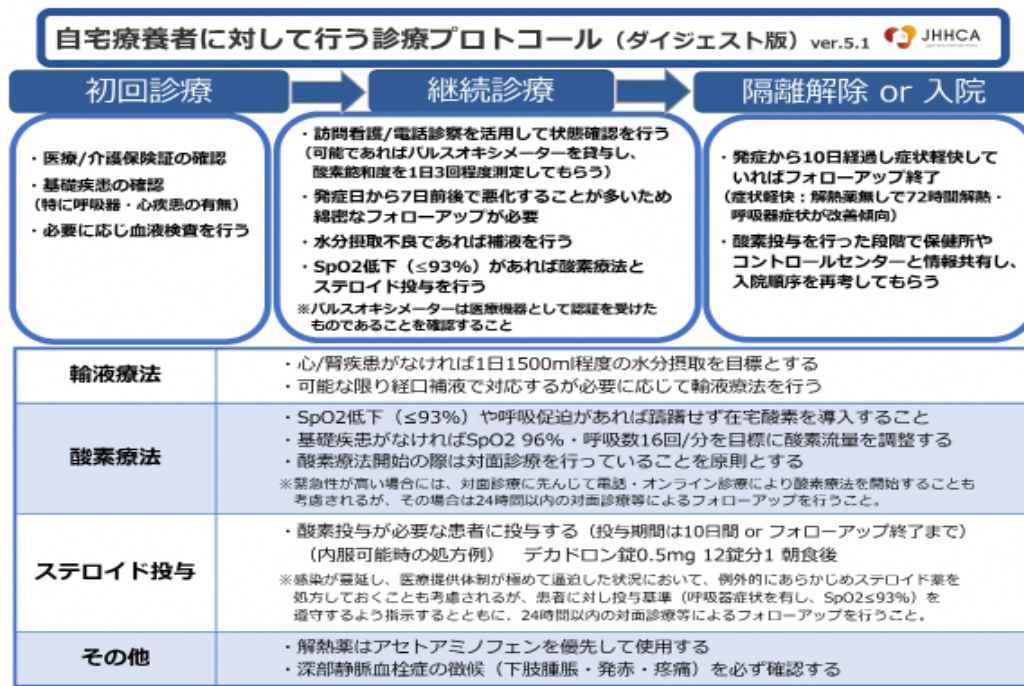 自宅療養者に対して行う診療プロトコール（ダイジェスト版）ver.5.1
JHHCA
初回診療
継続診療
隔離解除 or 入院
・医療/介護保険証の確認
・基礎疾患の確認
（特に呼吸器・心疾患の有無）
・必要に応じ血液検査を行う
・訪問看護/電話診察を活用して状態確認を行う
（可能であればパルスオキシメーターを貸与し、
酸素飽和度を1日3回程度測定してもらう）
・発症日から7日前後で悪化することが多いため
綿密なフォローアップが必要
・水分摂取不良であれば補液を行う
・SpO2低下（≤93%）があれば酸素療法と
ステロイド投与を行う
※パルスオキシメーターは医療機器として認証を受けた
ものであることを確認すること
・発症から10日経過し症状軽快して
いればフォローアップ終了
（症状軽快：解熱薬無しで72時間解熱・
呼吸器症状が改善傾向）
・酸素投与を行った段階で保健所や
コントロールセンターと情報共有し、
入院順序を再考してもらう
輸液療法
・心/腎疾患がなければ1日1500ml程度の水分摂取を目標とする
・可能な限り経口補液で対応するが必要に応じて輸液療法を行う
酸素療法
・SpO2低下（≤93%）や呼吸促迫があれば躊躇せず在宅酸素を導入すること
・基礎疾患がなければSpO2 96%・呼吸数16回/分を目標に酸素流量を調整する
・酸素療法開始の際は対面診療を行っていることを原則とする
※緊急性が高い場合には、対面診療に先んじて電話・オンライン診療により酸素療法を開始することも
考慮されるが、その場合は24時間以内の対面診療等によるフォローアップを行うこと。
ステロイド投与
・酸素投与が必要な患者に投与する（投与期間は10日間 or フォローアップ終了まで）
（内服可能時の処方例） デカドロン錠0.5mg 12錠分1 朝食後
※感染が蔓延し、医療提供体制が極めて逼迫した状況において、例外的にあらかじめステロイド薬を
処方しておくことも考慮されるが、患者に対し投与基準（呼吸器症状を有し、SpO2≤93%）を
遵守するよう指示するとともに、24時間以内の対面診療等によるフォローアップを行うこと。
その他
・解熱薬はアセトアミノフェンを優先して使用する
・深部静脈血栓症の徴候（下肢腫脹・発赤・疼痛）を必ず確認する